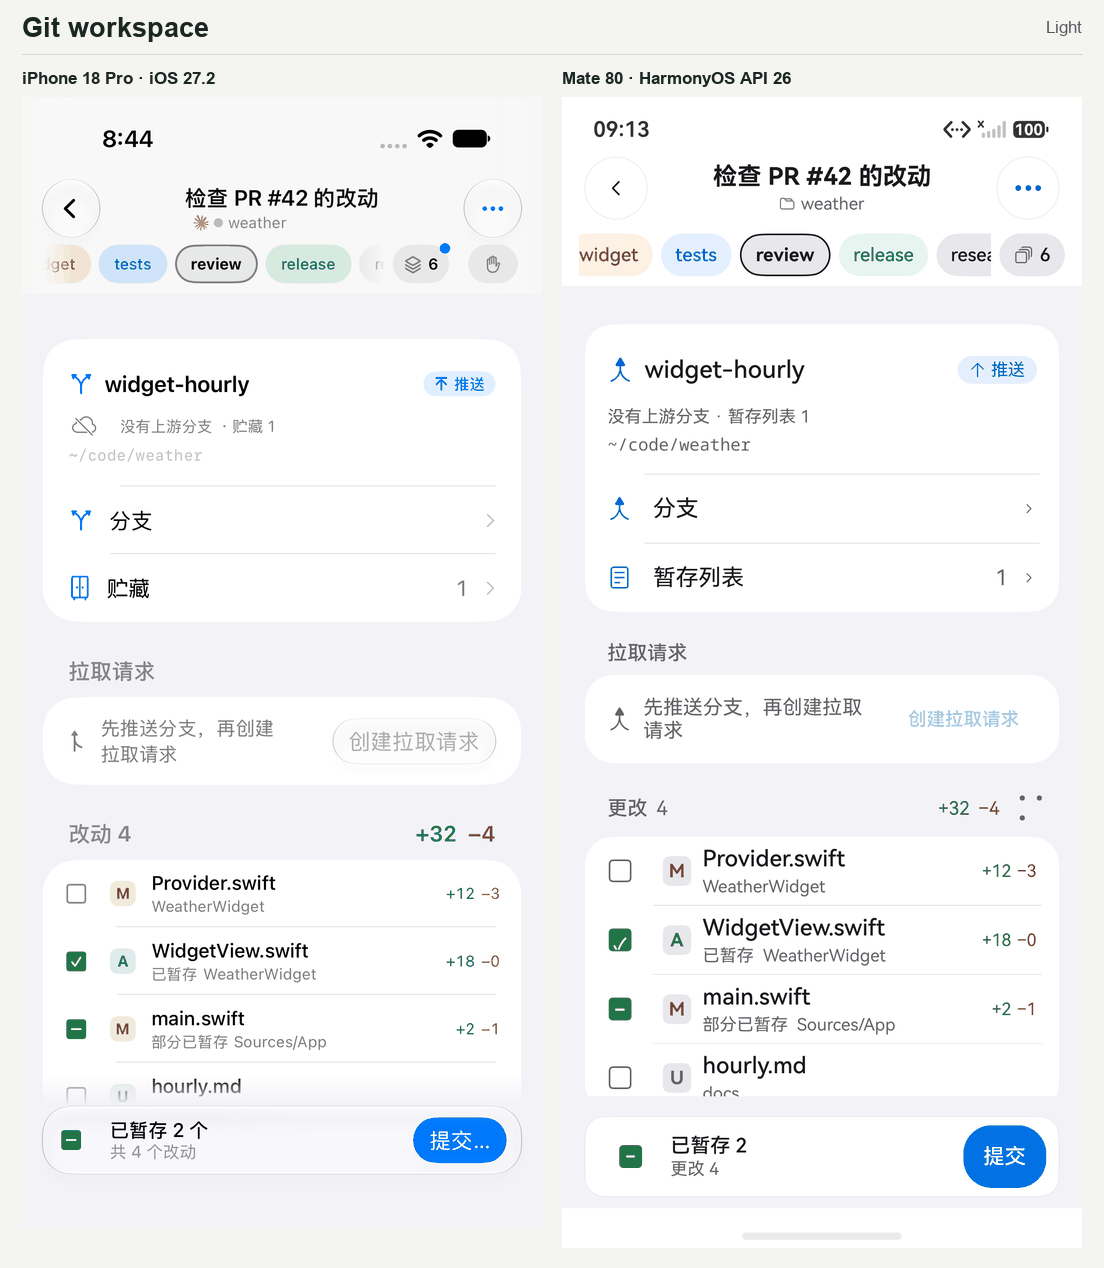 Git workspace
Light
iPhone 18 Pro · iOS 27.2
8:44
检查 PR #42 的改动
weather
dget
tests
review
release
re
6
widget-hourly
推送
没有上游分支 · 贮藏 1
~/code/weather
分支
贮藏
1
拉取请求
先推送分支，再创建
拉取请求
创建拉取请求
改动 4
+32 −4
M
Provider.swift
WeatherWidget
+12 −3
A
WidgetView.swift
已暂存 WeatherWidget
+18 −0
M
main.swift
部分已暂存 Sources/App
+2 −1
U
hourly.md
已暂存 2 个
共 4 个改动
提交...
Mate 80 · HarmonyOS API 26
09:13
100
检查 PR #42 的改动
weather
widget
tests
review
release
resea
6
widget-hourly
推送
没有上游分支 · 暂存列表 1
~/code/weather
分支
暂存列表
1
拉取请求
先推送分支，再创建拉取
请求
创建拉取请求
更改 4
+32 −4
M
Provider.swift
WeatherWidget
+12 −3
A
WidgetView.swift
已暂存 WeatherWidget
+18 −0
M
main.swift
部分已暂存 Sources/App
+2 −1
U
hourly.md
docs
已暂存 2
更改 4
提交